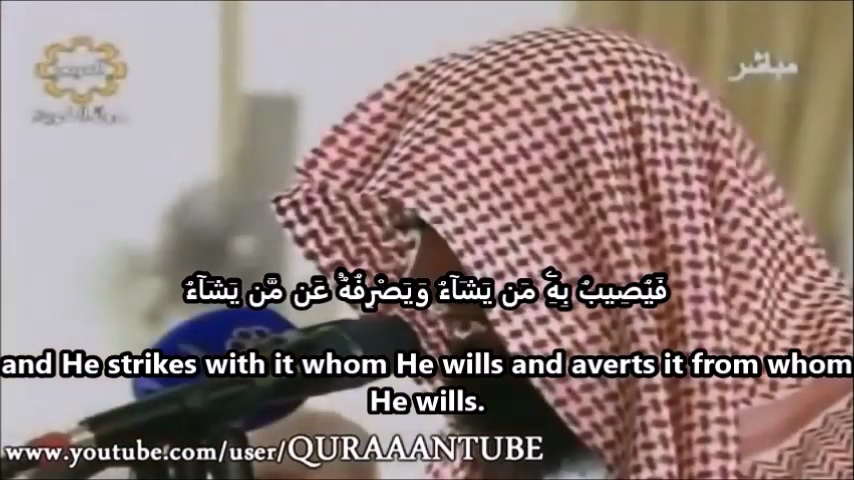 مباشر
فَيُصِيبُ بِهِۦ مَن يَشَآءُ وَيَصْرِفُهُۥ عَن مَّن يَشَآءُ
and He strikes with it whom He wills and averts it from whom
He wills.
www.youtube.com/user/QURAAANTUBE